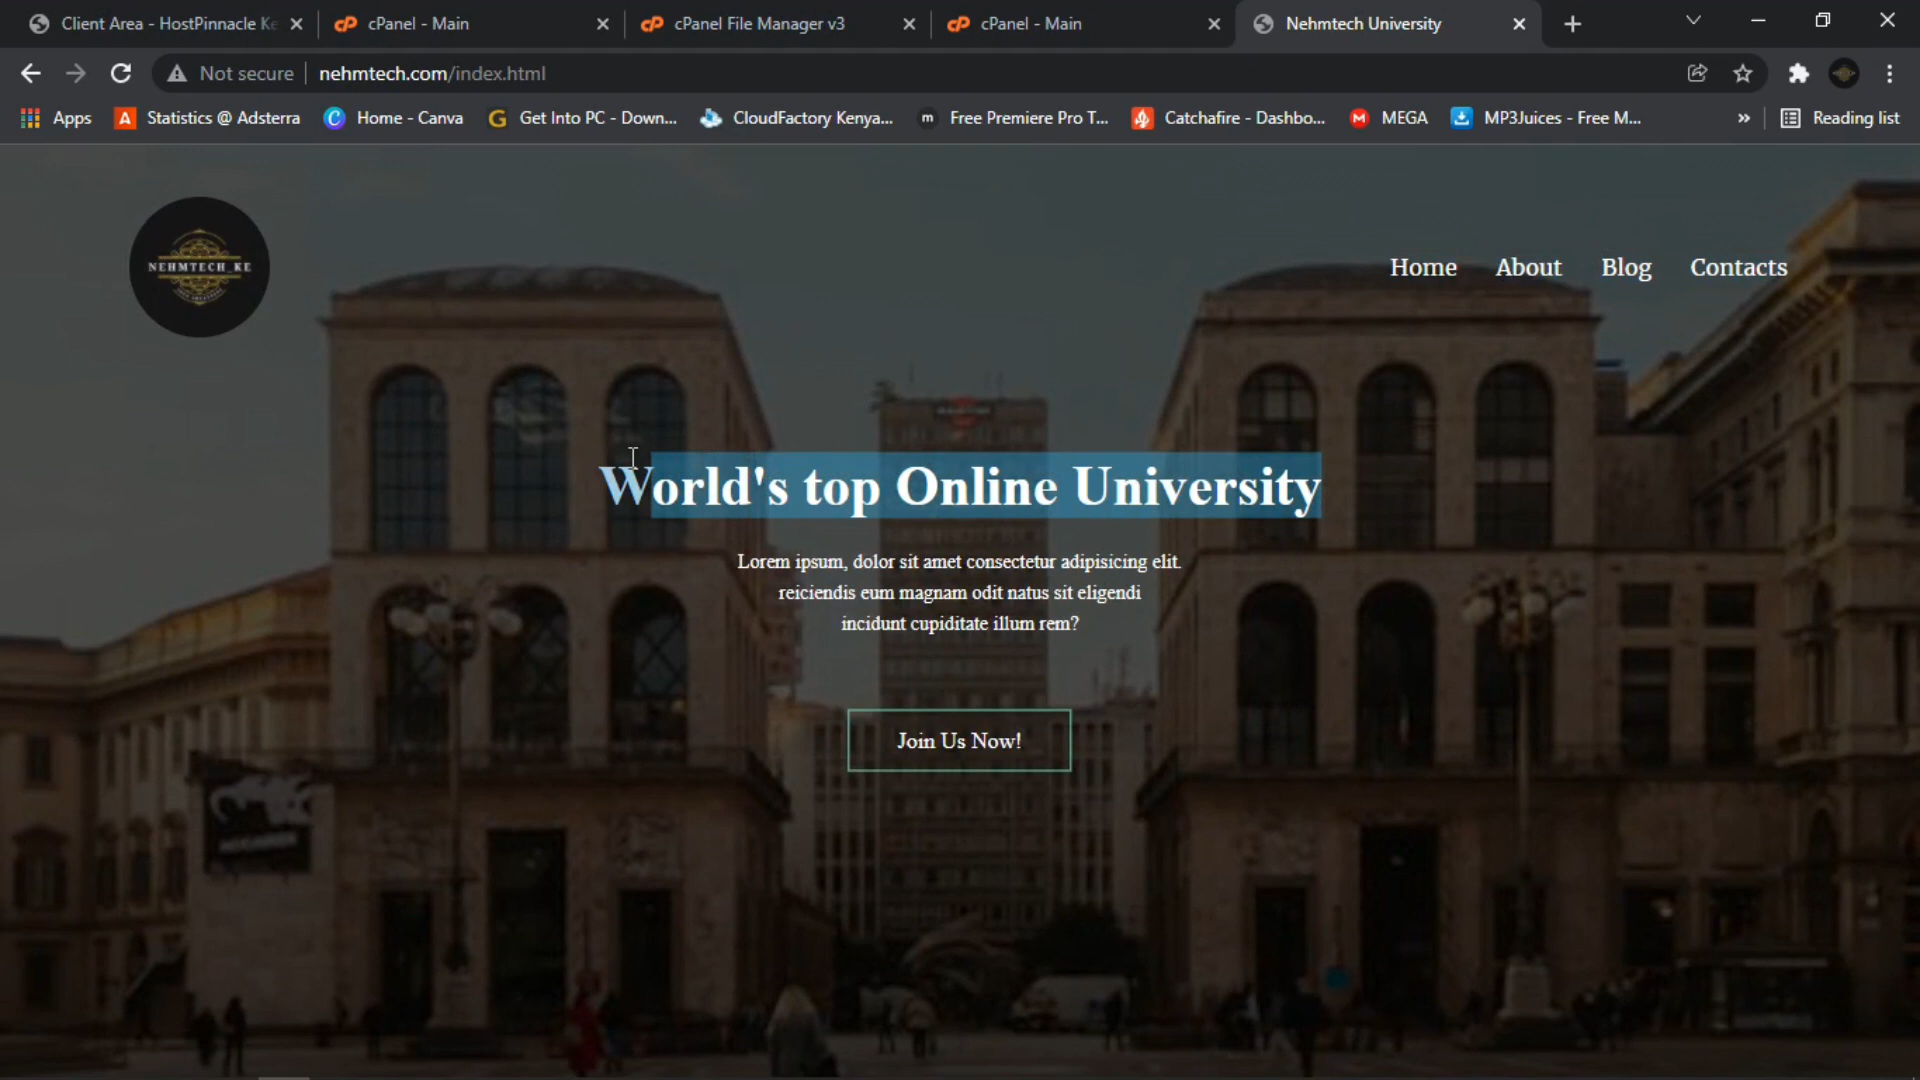 Client Area - HostPinnacle Ke
cPanel - Main
cPanel File Manager v3
cPanel - Main
Nehmtech University
Not secure
nehmtech.com/index.html
Apps
Statistics @ Adsterra
Home - Canva
Get Into PC - Down...
CloudFactory Kenya...
Free Premiere Pro T...
Catchafire - Dashbo...
MEGA
MP3Juices - Free M...
»
Reading list
NEHMTECH_KE
Home
About
Blog
Contacts
World's top Online University
Lorem ipsum, dolor sit amet consectetur adipisicing elit.
reiciendis eum magnam odit natus sit eligendi
incidunt cupiditate illum rem?
Join Us Now!